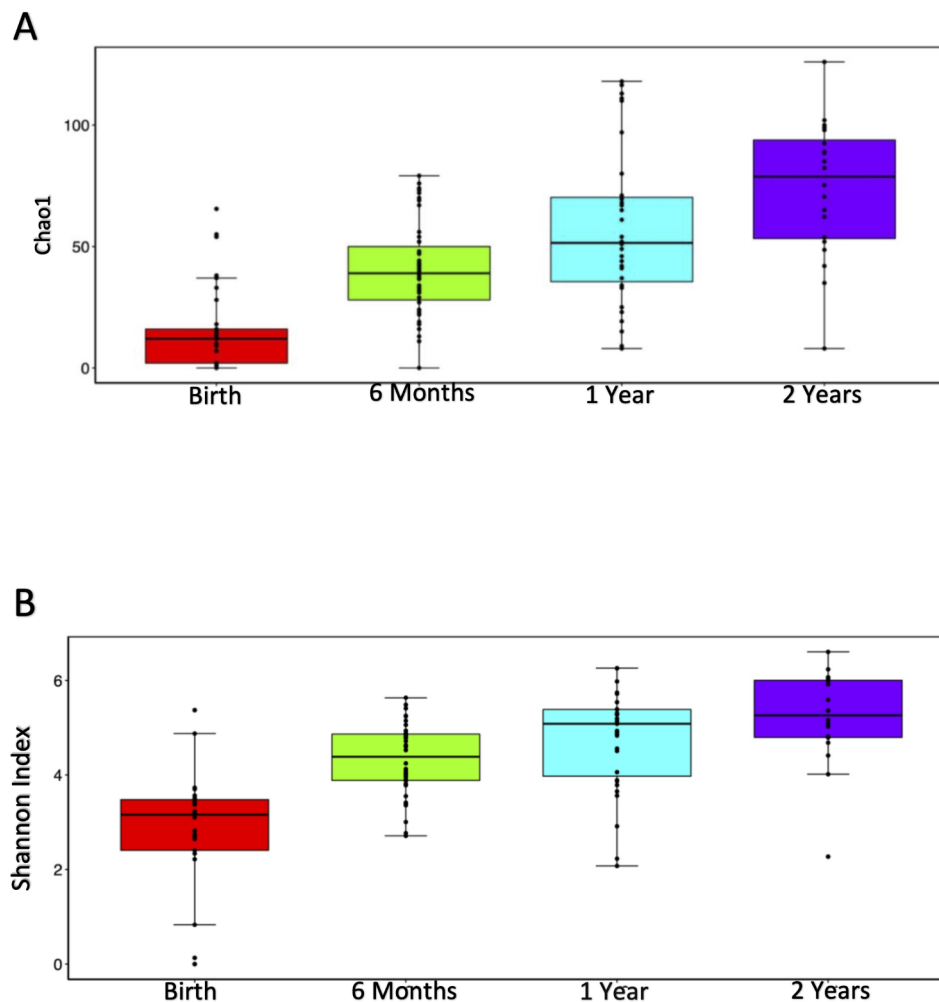 A
Chao1
100
50
0
Birth
6 Months
1 Year
2 Years
B
Shannon Index
6
4
2
0
Birth
6 Months
1 Year
2 Years